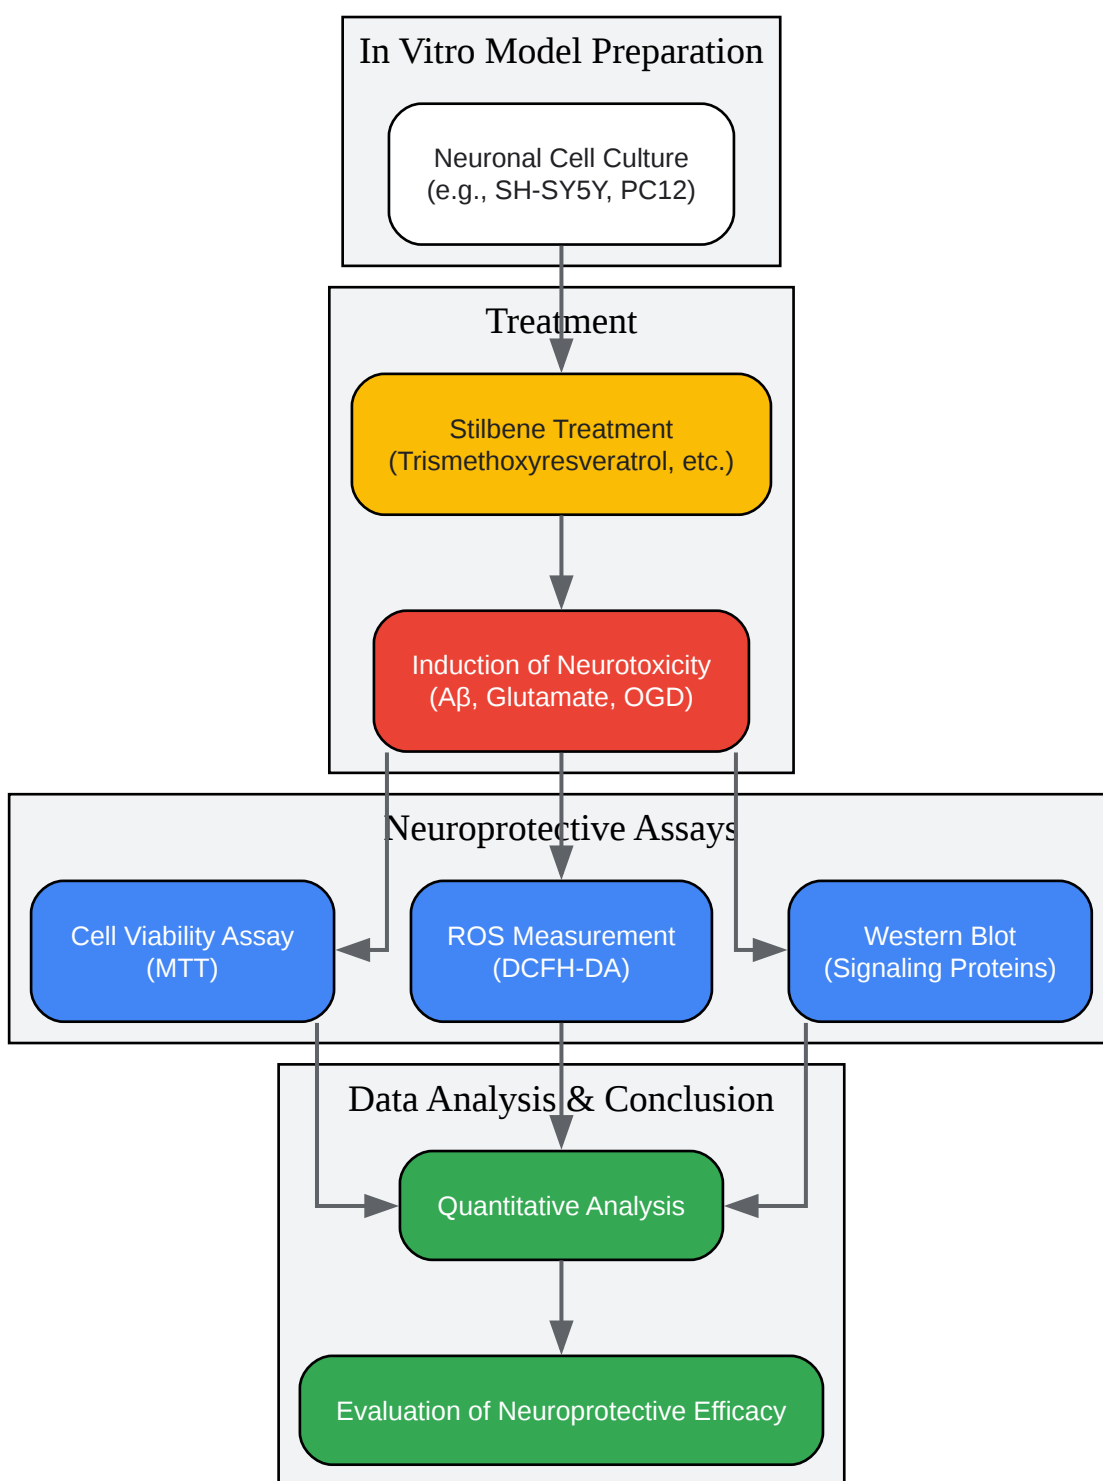 In Vitro Model Preparation
Neuronal Cell Culture
(e.g., SH-SY5Y, PC12)
Treatment
Stilbene Treatment
(Trismethoxyresveratrol, etc.)
Induction of Neurotoxicity
(Aβ, Glutamate, OGD)
Neuroprotective Assays
Cell Viability Assay
(MTT)
ROS Measurement
(DCFH-DA)
Western Blot
(Signaling Proteins)
Data Analysis & Conclusion
Quantitative Analysis
Evaluation of Neuroprotective Efficacy